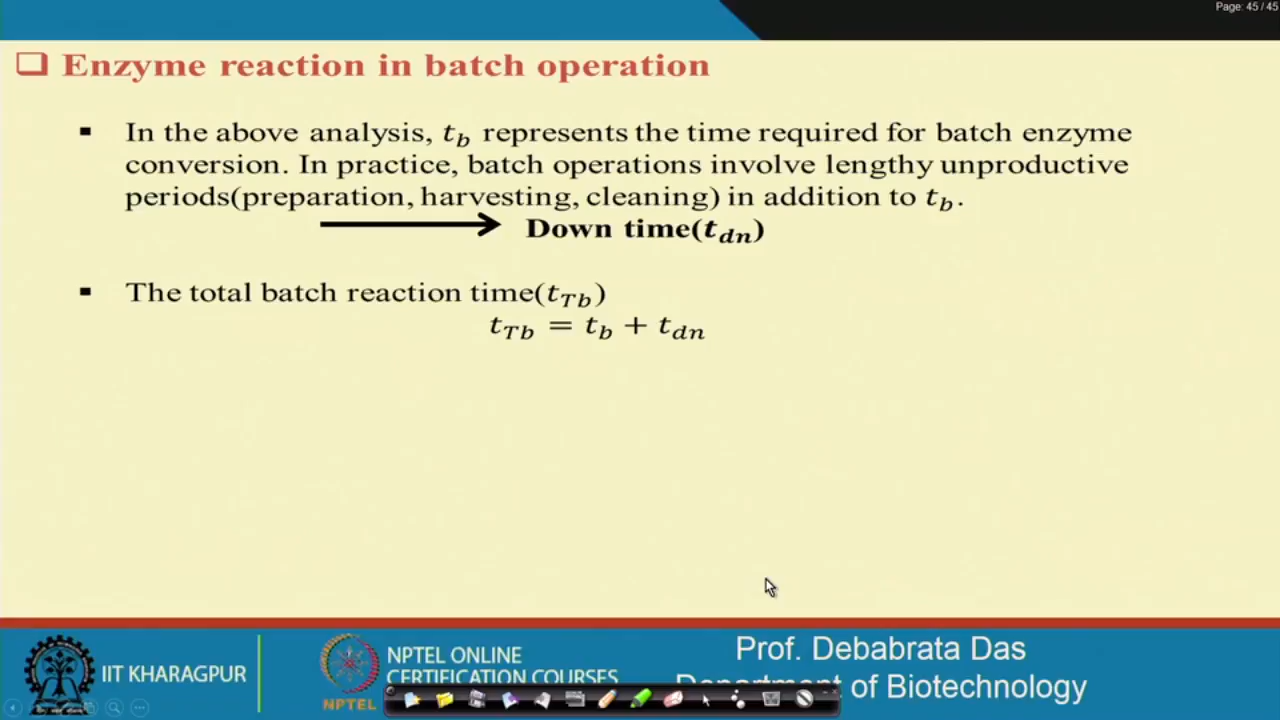 Page: 45 / 45
Enzyme reaction in batch operation
▪ In the above analysis, t_b represents the time required for batch enzyme
conversion. In practice, batch operations involve lengthy unproductive
periods(preparation, harvesting, cleaning) in addition to t_b.
Down time(t_dn)
▪ The total batch reaction time(t_Tb)
t_Tb = t_b + t_dn
IIT KHARAGPUR
NPTEL
NPTEL ONLINE
CERTIFICATION COURSES
Prof. Debabrata Das
Department of Biotechnology